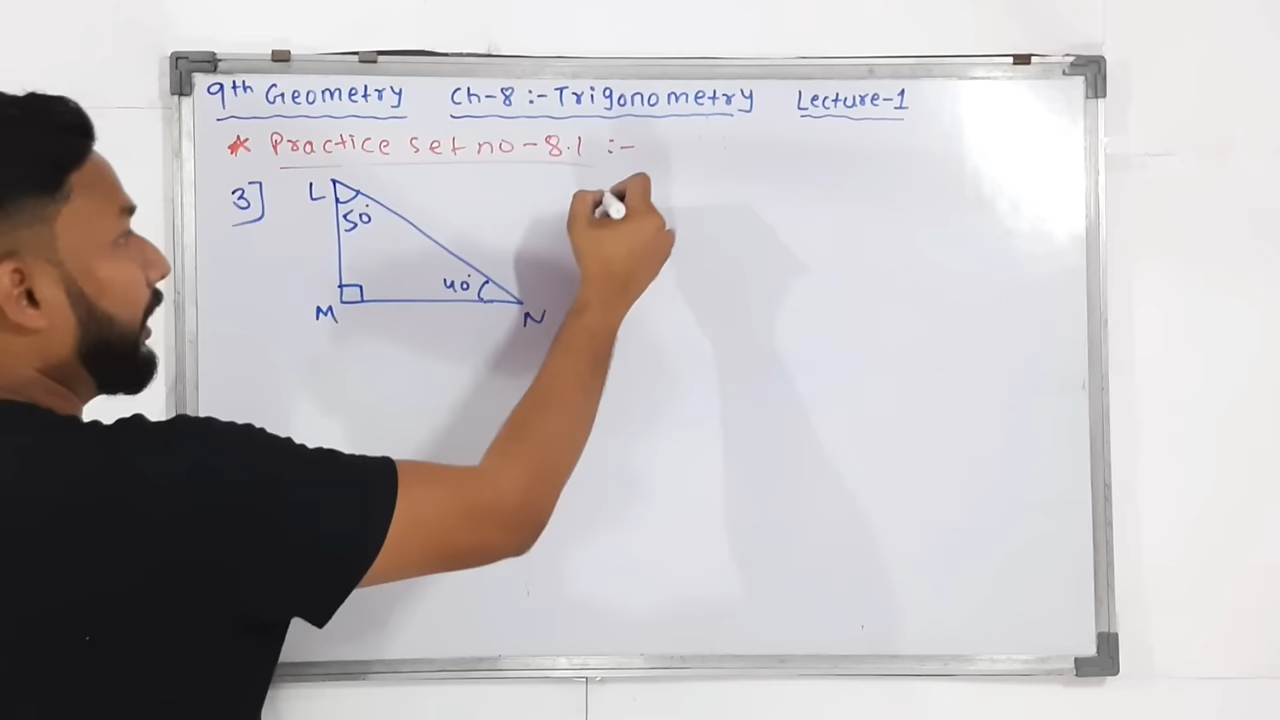 9th Geometry Ch-8 :- Trigonometry Lecture-1
* Practice set no - 8.1 :-
3]
L
50°
40°
M
N